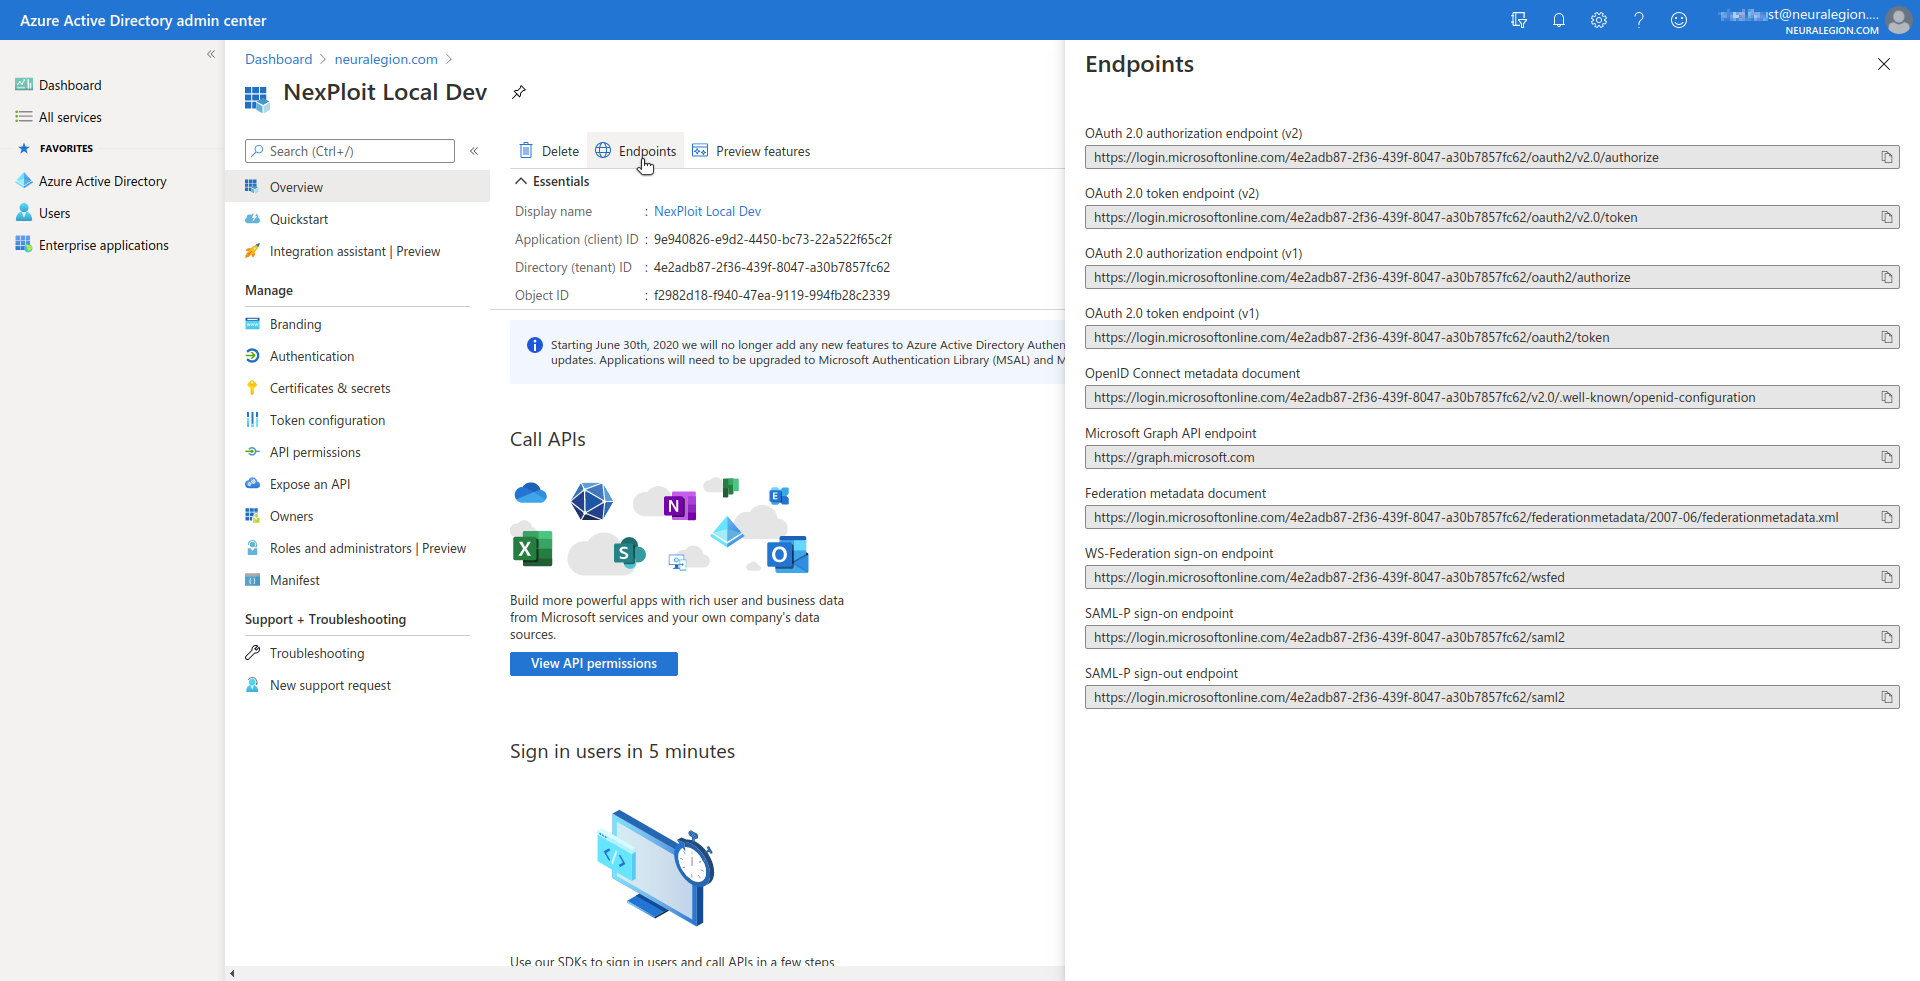 Azure Active Directory admin center
st@neuralegion....
NEURALEGION.COM
Dashboard
All services
FAVORITES
Azure Active Directory
Users
Enterprise applications
Dashboard > neuralegion.com >
NexPloit Local Dev
Search (Ctrl+/)
Overview
Quickstart
Integration assistant | Preview
Manage
Branding
Authentication
Certificates & secrets
Token configuration
API permissions
Expose an API
Owners
Roles and administrators | Preview
Manifest
Support + Troubleshooting
Troubleshooting
New support request
Delete
Endpoints
Preview features
Essentials
Display name : NexPloit Local Dev
Application (client) ID : 9e940826-e9d2-4450-bc73-22a522f65c2f
Directory (tenant) ID : 4e2adb87-2f36-439f-8047-a30b7857fc62
Object ID : f2982d18-f940-47ea-9119-994fb28c2339
Starting June 30th, 2020 we will no longer add any new features to Azure Active Directory Authen
updates. Applications will need to be upgraded to Microsoft Authentication Library (MSAL) and M
Call APIs
N
E
X
S
O
Build more powerful apps with rich user and business data
from Microsoft services and your own company's data
sources.
View API permissions
Sign in users in 5 minutes
</>
Use our SDKs to sign in users and call APIs in a few steps
Endpoints
OAuth 2.0 authorization endpoint (v2)
https://login.microsoftonline.com/4e2adb87-2f36-439f-8047-a30b7857fc62/oauth2/v2.0/authorize
OAuth 2.0 token endpoint (v2)
https://login.microsoftonline.com/4e2adb87-2f36-439f-8047-a30b7857fc62/oauth2/v2.0/token
OAuth 2.0 authorization endpoint (v1)
https://login.microsoftonline.com/4e2adb87-2f36-439f-8047-a30b7857fc62/oauth2/authorize
OAuth 2.0 token endpoint (v1)
https://login.microsoftonline.com/4e2adb87-2f36-439f-8047-a30b7857fc62/oauth2/token
OpenID Connect metadata document
https://login.microsoftonline.com/4e2adb87-2f36-439f-8047-a30b7857fc62/v2.0/.well-known/openid-configuration
Microsoft Graph API endpoint
https://graph.microsoft.com
Federation metadata document
https://login.microsoftonline.com/4e2adb87-2f36-439f-8047-a30b7857fc62/federationmetadata/2007-06/federationmetadata.xml
WS-Federation sign-on endpoint
https://login.microsoftonline.com/4e2adb87-2f36-439f-8047-a30b7857fc62/wsfed
SAML-P sign-on endpoint
https://login.microsoftonline.com/4e2adb87-2f36-439f-8047-a30b7857fc62/saml2
SAML-P sign-out endpoint
https://login.microsoftonline.com/4e2adb87-2f36-439f-8047-a30b7857fc62/saml2